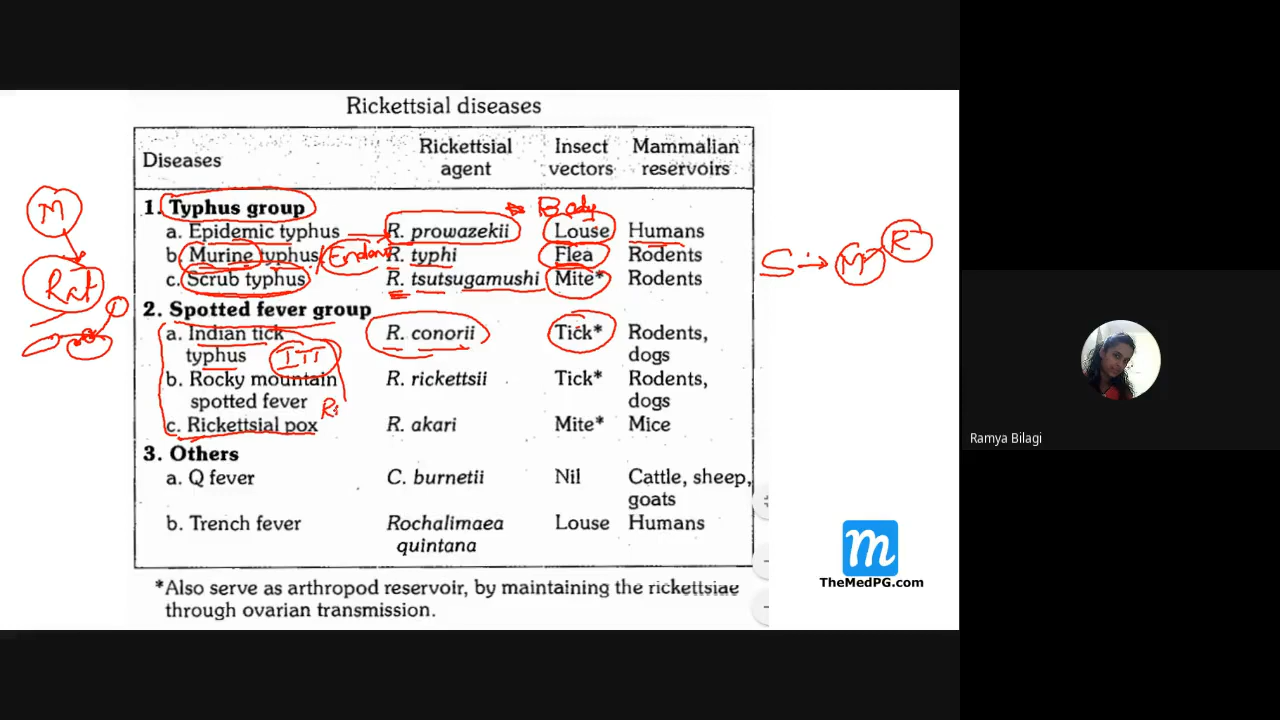 Rickettsial diseases
Diseases Rickettsial agent Insect vectors Mammalian reservoirs
1. Typhus group
Body
a. Epidemic typhus R. prowazekii Louse Humans
b. Murine typhus / R. typhi Flea Rodents
c. Scrub typhus R. tsutsugamushi Mite* Rodents
2. Spotted fever group
a. Indian tick typhus ITT R. conorii Tick* Rodents, dogs
b. Rocky mountain spotted fever R. rickettsii Tick* Rodents, dogs
c. Rickettsial pox R. akari Mite* Mice
3. Others
a. Q fever C. burnetii Nil Cattle, sheep, goats
b. Trench fever Rochalimaea quintana Louse Humans
*Also serve as arthropod reservoir, by maintaining the rickettsiae
through ovarian transmission.
M
Rat
S M R
m
TheMedPG.com
Ramya Bilagi